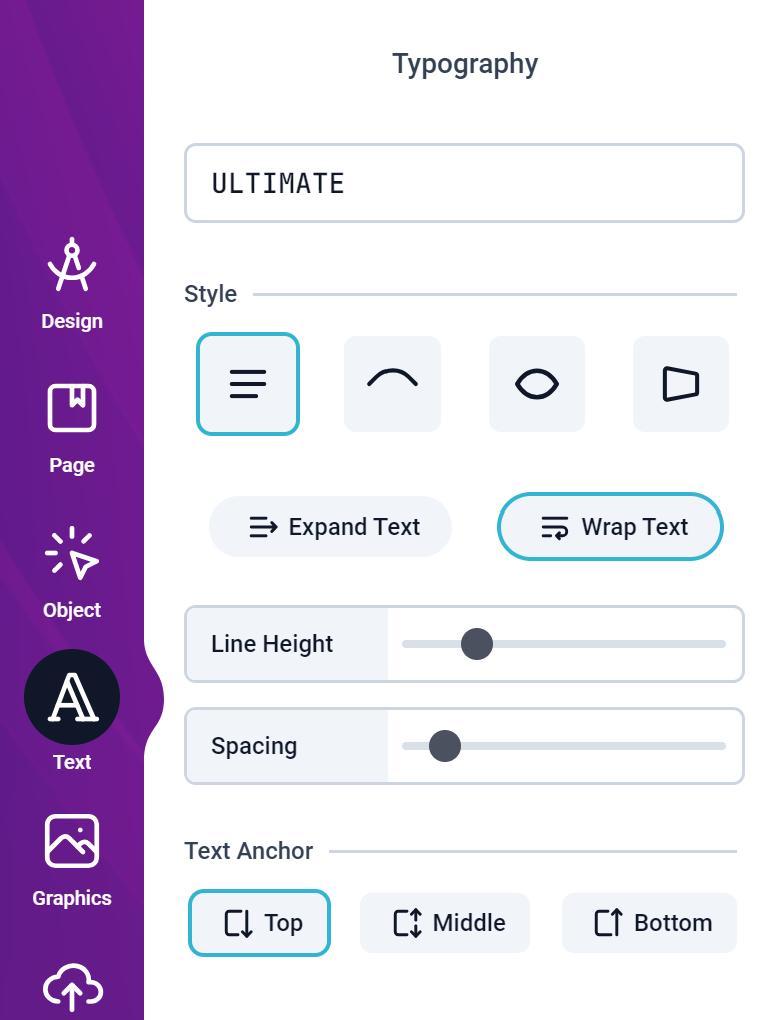 Typography
ULTIMATE
Style
Expand Text
Wrap Text
Line Height
Spacing
Text Anchor
Top
Middle
Bottom
Design
Page
Object
Text
Graphics